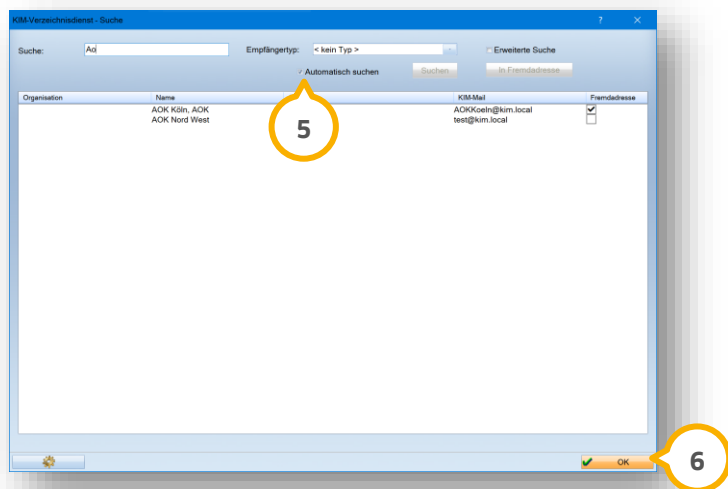 KIM-Verzeichnisdienst - Suche ? ×
Suche: Ao Empfängertyp: < kein Typ > Erweiterte Suche
Automatisch suchen Suchen In Fremdadresse
Organisation Name KIM-Mail Fremdadresse
AOK Köln, AOK AOKKoeln@kim.local
AOK Nord West test@kim.local
5
OK
6